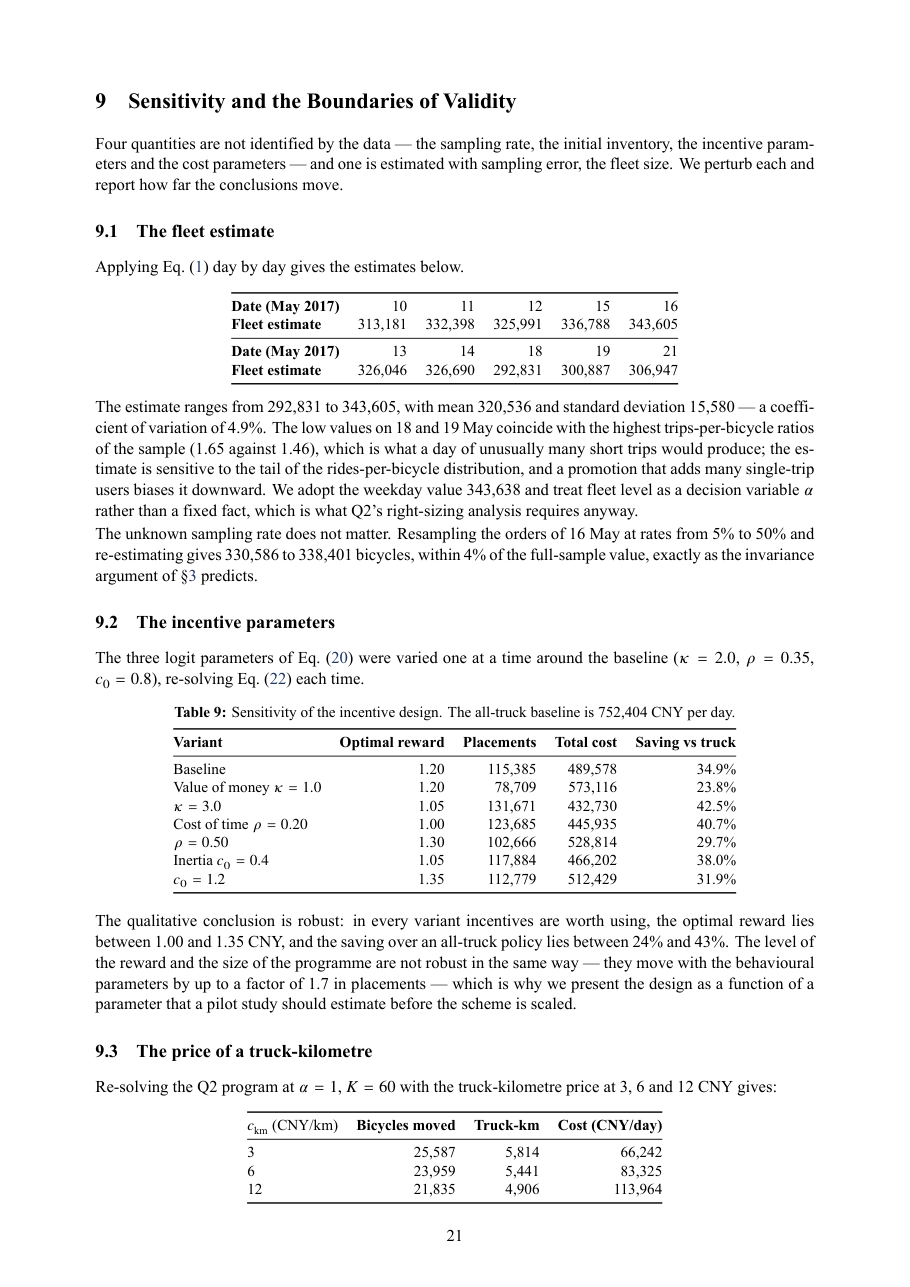 9 Sensitivity and the Boundaries of Validity
Four quantities are not identified by the data — the sampling rate, the initial inventory, the incentive param-
eters and the cost parameters — and one is estimated with sampling error, the fleet size. We perturb each and
report how far the conclusions move.
9.1 The fleet estimate
Applying Eq. (1) day by day gives the estimates below.
Date (May 2017) 10 11 12 15 16
Fleet estimate 313,181 332,398 325,991 336,788 343,605
Date (May 2017) 13 14 18 19 21
Fleet estimate 326,046 326,690 292,831 300,887 306,947
The estimate ranges from 292,831 to 343,605, with mean 320,536 and standard deviation 15,580 — a coeffi-
cient of variation of 4.9%. The low values on 18 and 19 May coincide with the highest trips-per-bicycle ratios
of the sample (1.65 against 1.46), which is what a day of unusually many short trips would produce; the es-
timate is sensitive to the tail of the rides-per-bicycle distribution, and a promotion that adds many single-trip
users biases it downward. We adopt the weekday value 343,638 and treat fleet level as a decision variable α
rather than a fixed fact, which is what Q2's right-sizing analysis requires anyway.
The unknown sampling rate does not matter. Resampling the orders of 16 May at rates from 5% to 50% and
re-estimating gives 330,586 to 338,401 bicycles, within 4% of the full-sample value, exactly as the invariance
argument of §3 predicts.
9.2 The incentive parameters
The three logit parameters of Eq. (20) were varied one at a time around the baseline (κ = 2.0, ρ = 0.35,
c₀ = 0.8), re-solving Eq. (22) each time.
Table 9: Sensitivity of the incentive design. The all-truck baseline is 752,404 CNY per day.
Variant Optimal reward Placements Total cost Saving vs truck
Baseline 1.20 115,385 489,578 34.9%
Value of money κ = 1.0 1.20 78,709 573,116 23.8%
κ = 3.0 1.05 131,671 432,730 42.5%
Cost of time ρ = 0.20 1.00 123,685 445,935 40.7%
ρ = 0.50 1.30 102,666 528,814 29.7%
Inertia c₀ = 0.4 1.05 117,884 466,202 38.0%
c₀ = 1.2 1.35 112,779 512,429 31.9%
The qualitative conclusion is robust: in every variant incentives are worth using, the optimal reward lies
between 1.00 and 1.35 CNY, and the saving over an all-truck policy lies between 24% and 43%. The level of
the reward and the size of the programme are not robust in the same way — they move with the behavioural
parameters by up to a factor of 1.7 in placements — which is why we present the design as a function of a
parameter that a pilot study should estimate before the scheme is scaled.
9.3 The price of a truck-kilometre
Re-solving the Q2 program at α = 1, K = 60 with the truck-kilometre price at 3, 6 and 12 CNY gives:
cₖₘ (CNY/km) Bicycles moved Truck-km Cost (CNY/day)
3 25,587 5,814 66,242
6 23,959 5,441 83,325
12 21,835 4,906 113,964
21